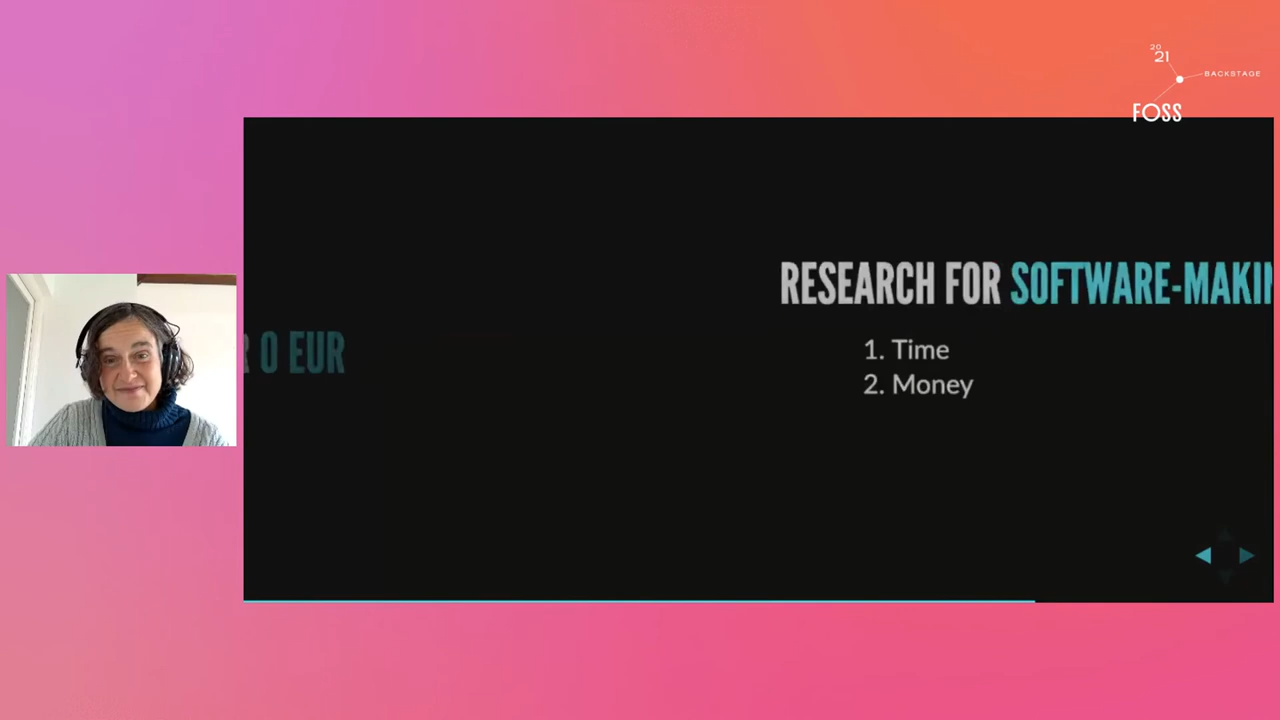 20
21
BACKSTAGE
FOSS
RESEARCH FOR SOFTWARE-MAKIN
1. Time
2. Money
0 EUR